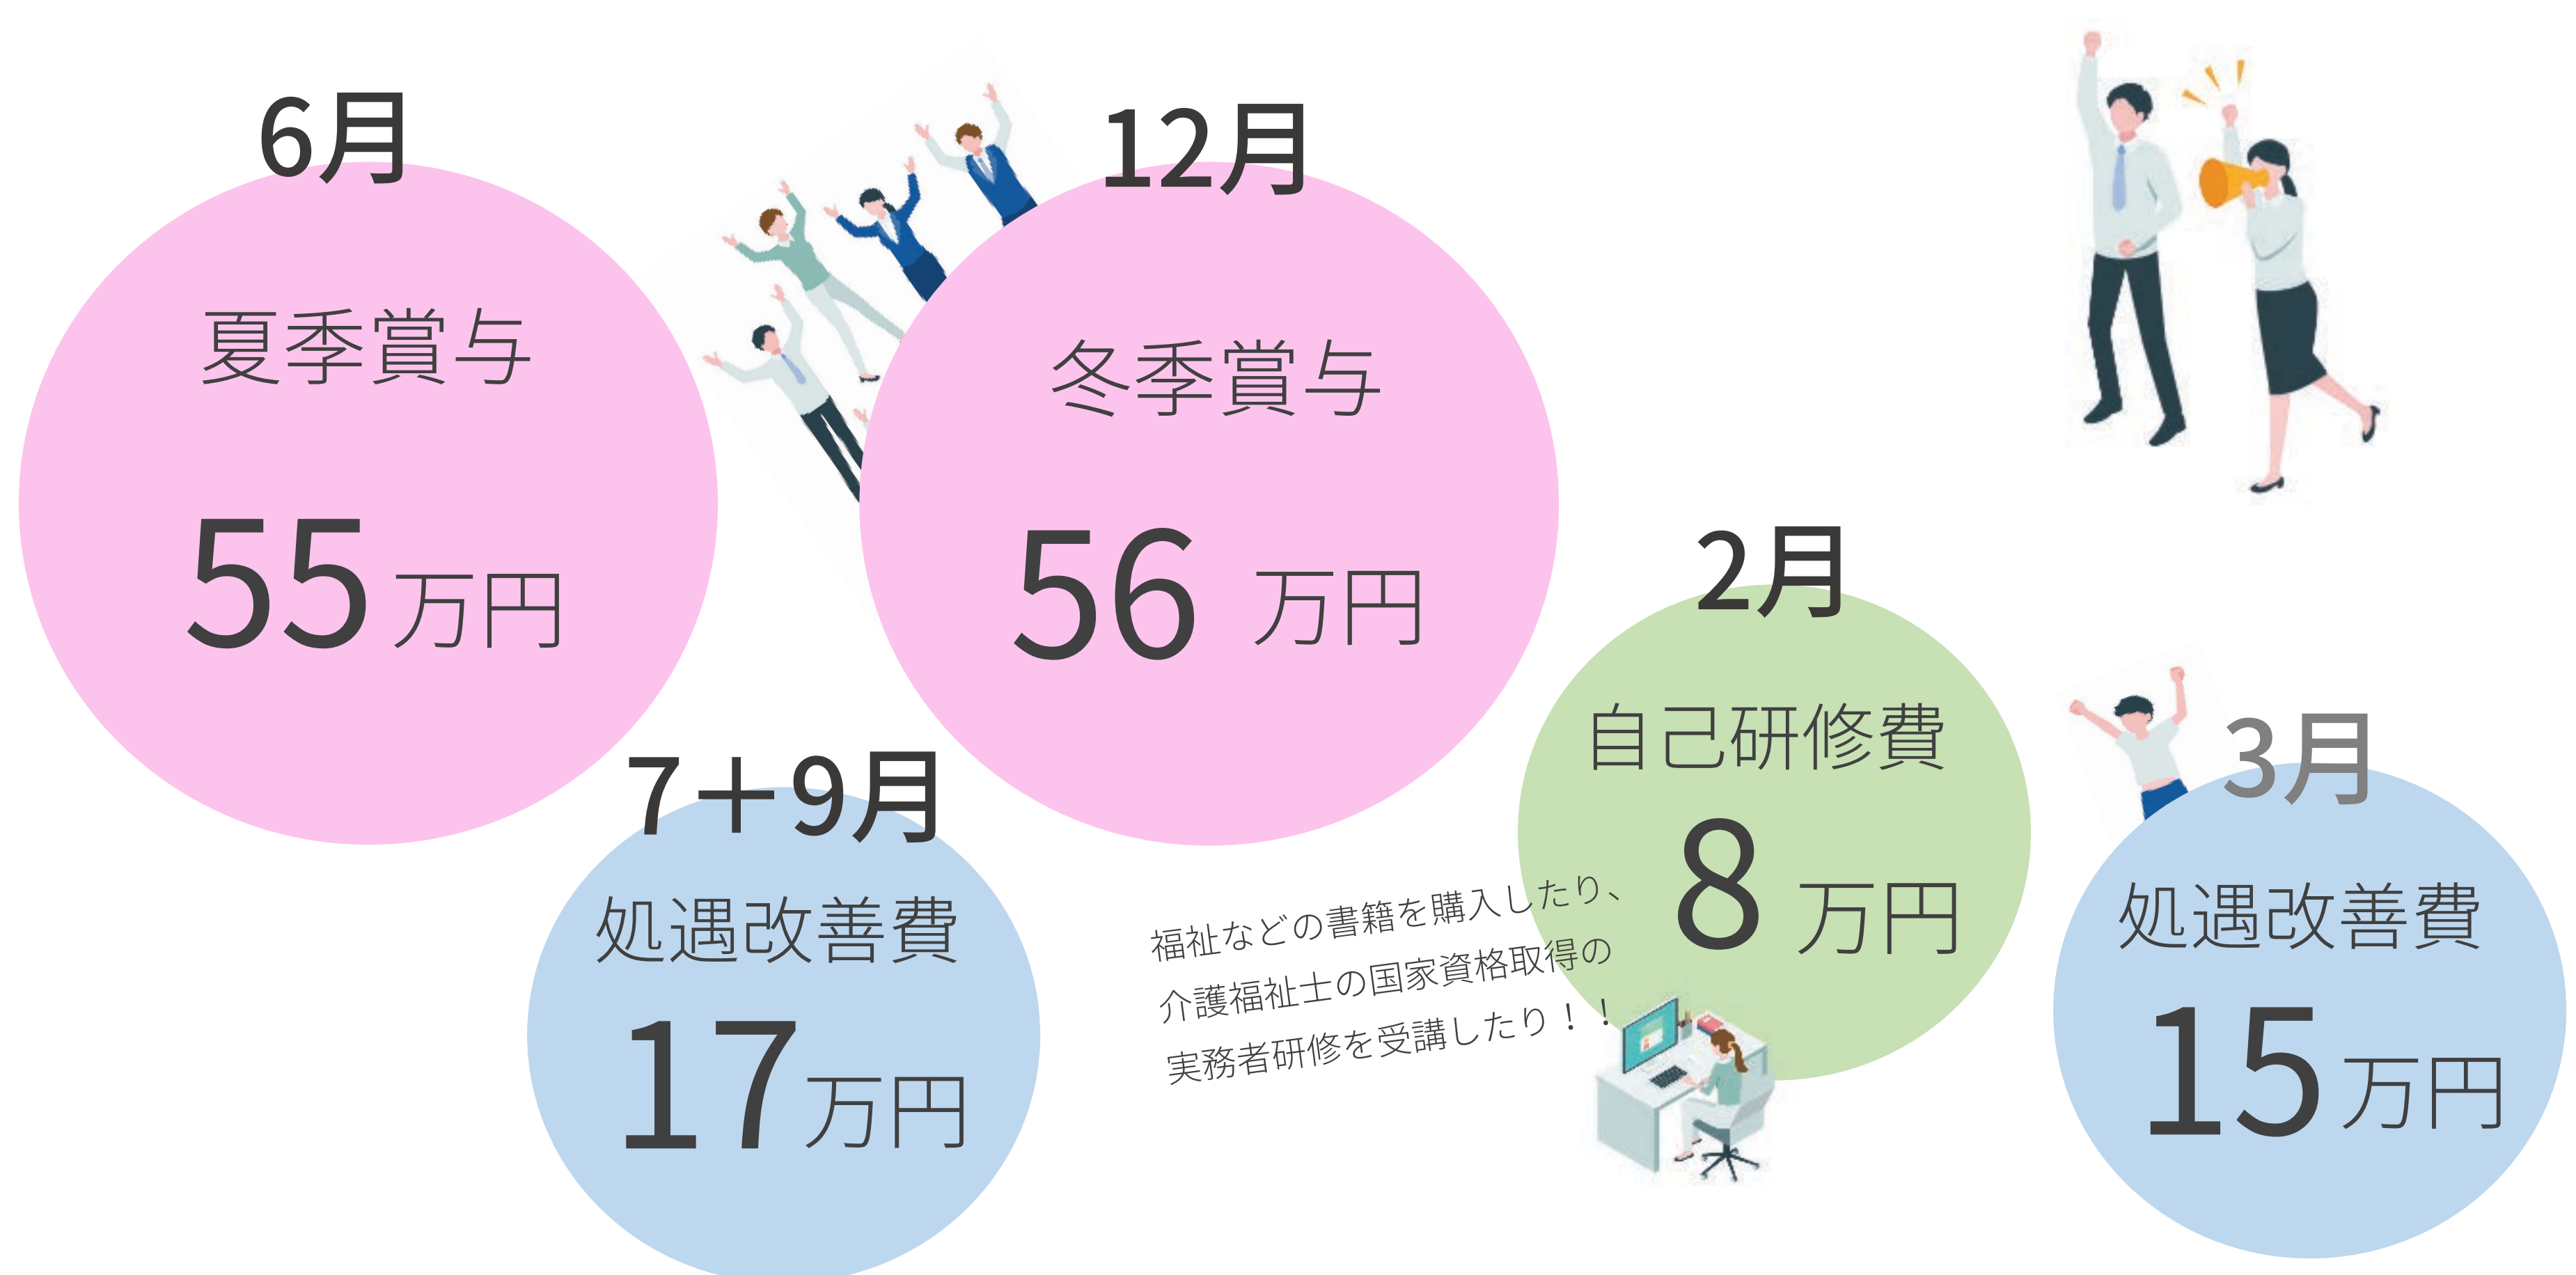 6月
夏季賞与
55万円
12月
冬季賞与
56万円
7＋9月
処遇改善費
17万円
2月
自己研修費
8万円
福祉などの書籍を購入したり、
介護福祉士の国家資格取得の
実務者研修を受講したり！！
3月
処遇改善費
15万円